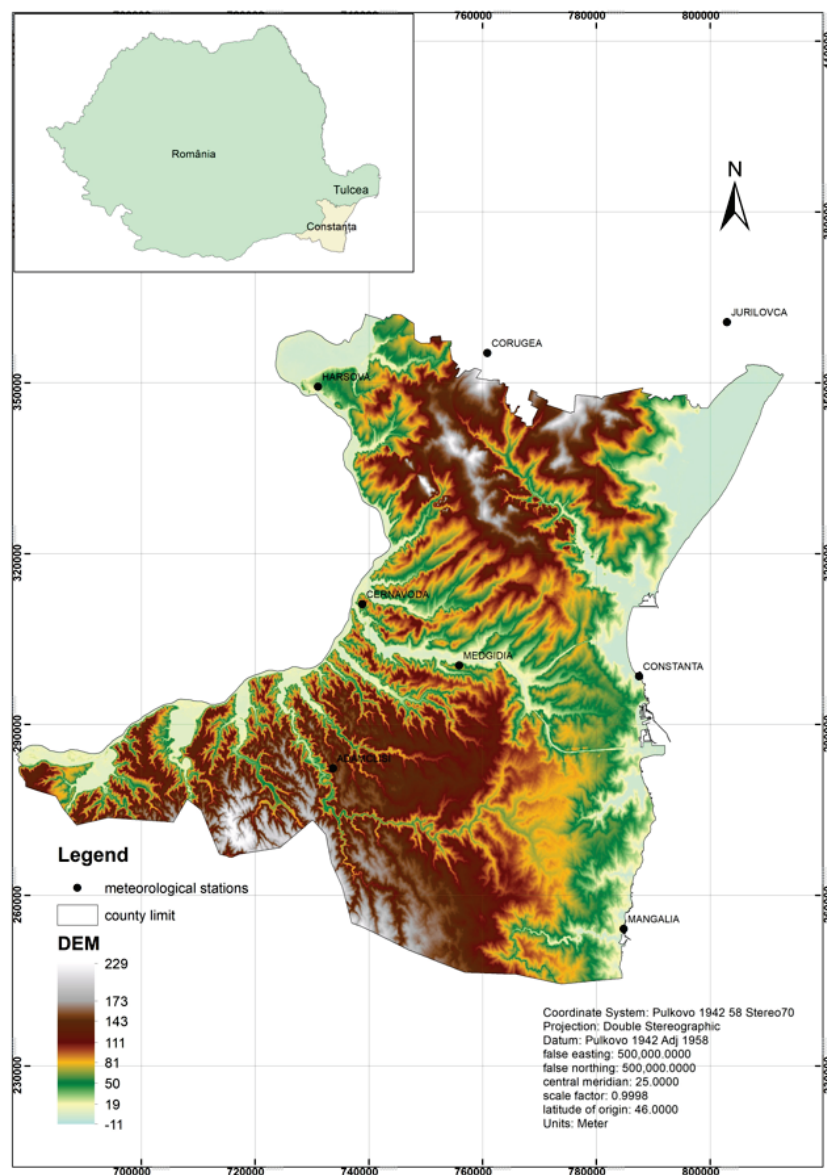 700000
720000
740000
760000
780000
800000
România
Tulcea
Constanța
N
JURILOVCA
CORUGEA
HARSOVA
350000
320000
CERNAVODA
MEDGIDIA
CONSTANTA
290000
ADAMCLISI
MANGALIA
260000
Legend
meteorological stations
county limit
DEM
229
173
143
111
81
50
19
-11
Coordinate System: Pulkovo 1942 58 Stereo70
Projection: Double Stereographic
Datum: Pulkovo 1942 Adj 1958
false easting: 500,000.0000
false northing: 500,000.0000
central meridian: 25.0000
scale factor: 0.9998
latitude of origin: 46.0000
Units: Meter
230000
700000
720000
740000
760000
780000
800000